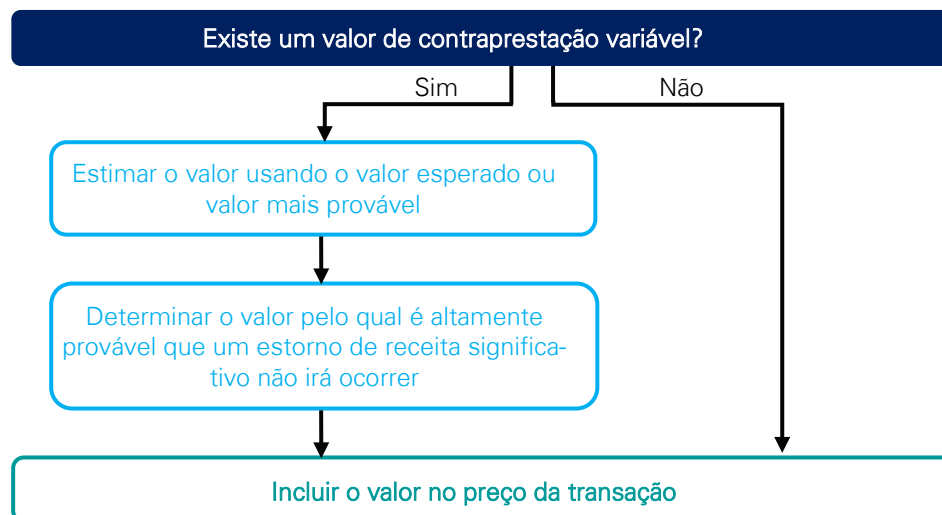 Existe um valor de contraprestação variável?
Sim
Não
Estimar o valor usando o valor esperado ou
valor mais provável
Determinar o valor pelo qual é altamente
provável que um estorno de receita significa-
tivo não irá ocorrer
Incluir o valor no preço da transação